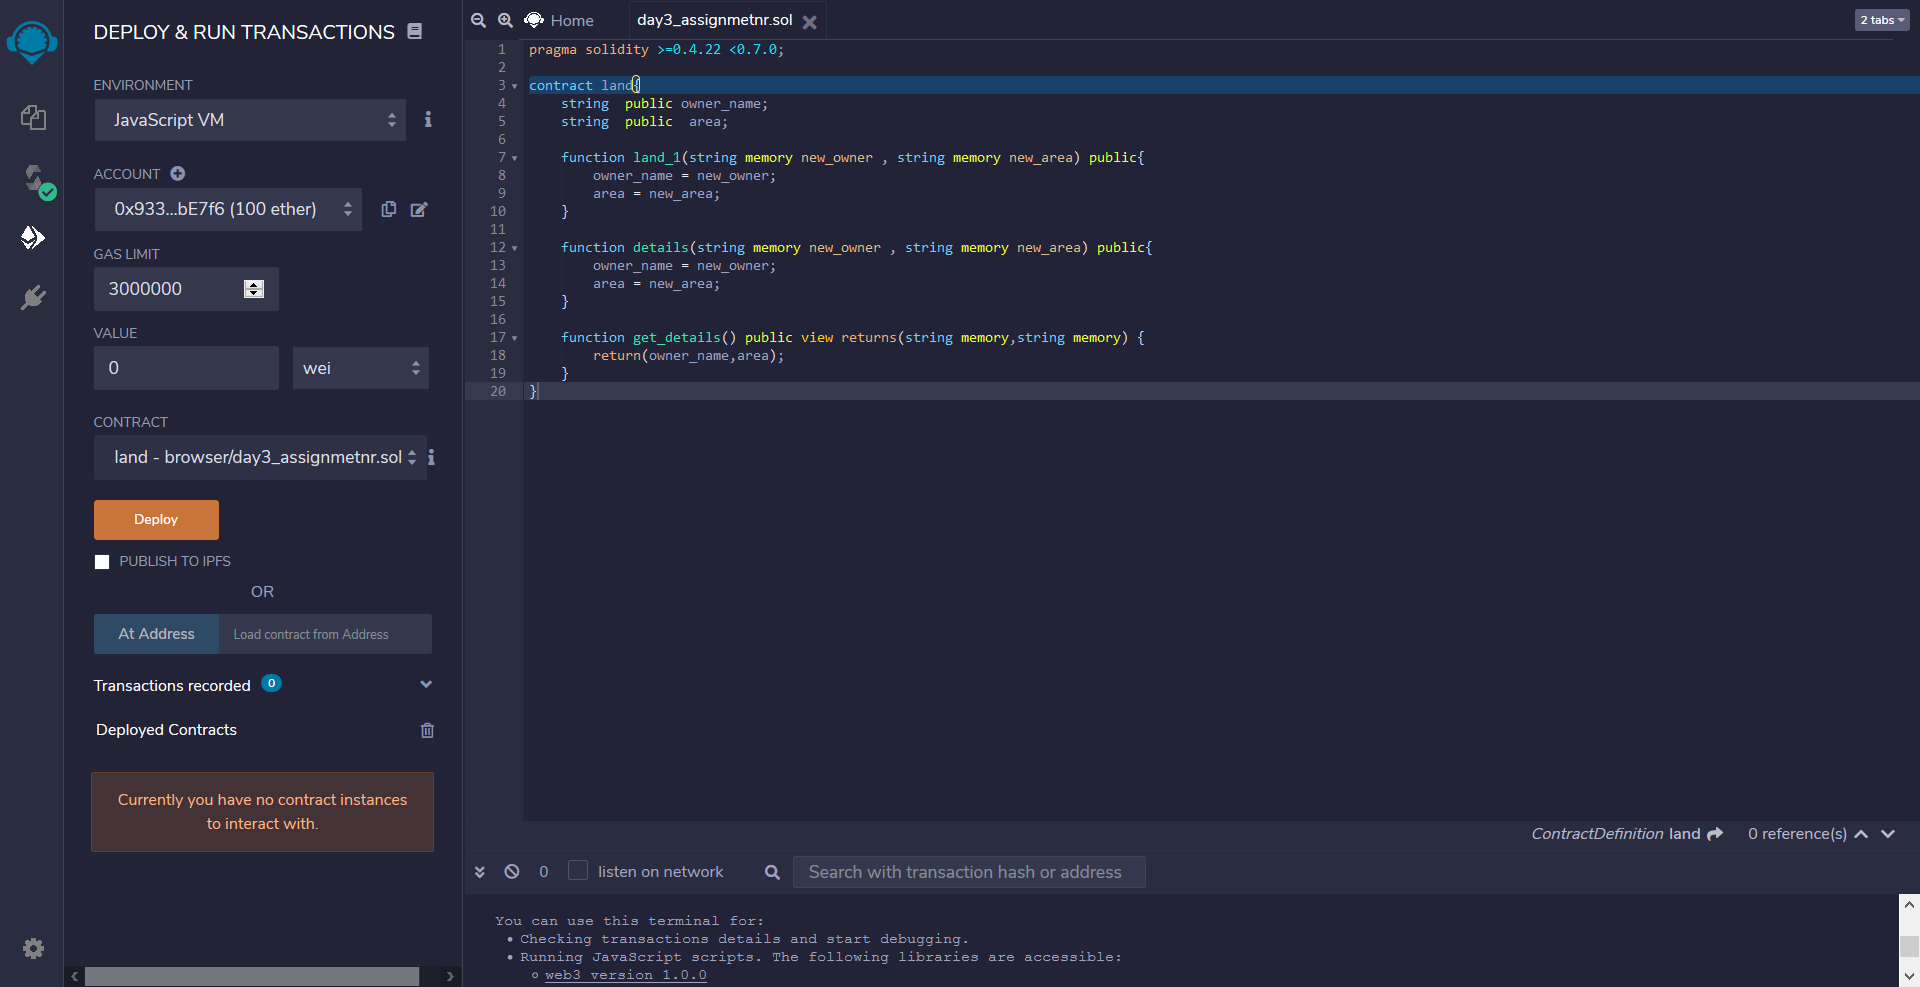 DEPLOY & RUN TRANSACTIONS
ENVIRONMENT
JavaScript VM
ACCOUNT
0x933...bE7f6 (100 ether)
GAS LIMIT
3000000
VALUE
0
wei
CONTRACT
land - browser/day3_assignmetnr.sol
Deploy
PUBLISH TO IPFS
OR
At Address
Load contract from Address
Transactions recorded 0
Deployed Contracts
Currently you have no contract instances
to interact with.
Home
day3_assignmetnr.sol
2 tabs
1 pragma solidity >=0.4.22 <0.7.0;
2
3 contract land{
4     string  public owner_name;
5     string  public  area;
6
7     function land_1(string memory new_owner , string memory new_area) public{
8         owner_name = new_owner;
9         area = new_area;
10     }
11
12     function details(string memory new_owner , string memory new_area) public{
13         owner_name = new_owner;
14         area = new_area;
15     }
16
17     function get_details() public view returns(string memory,string memory) {
18         return(owner_name,area);
19     }
20 }
ContractDefinition land 0 reference(s)
0
listen on network
Search with transaction hash or address
You can use this terminal for:
• Checking transactions details and start debugging.
• Running JavaScript scripts. The following libraries are accessible:
web3 version 1.0.0